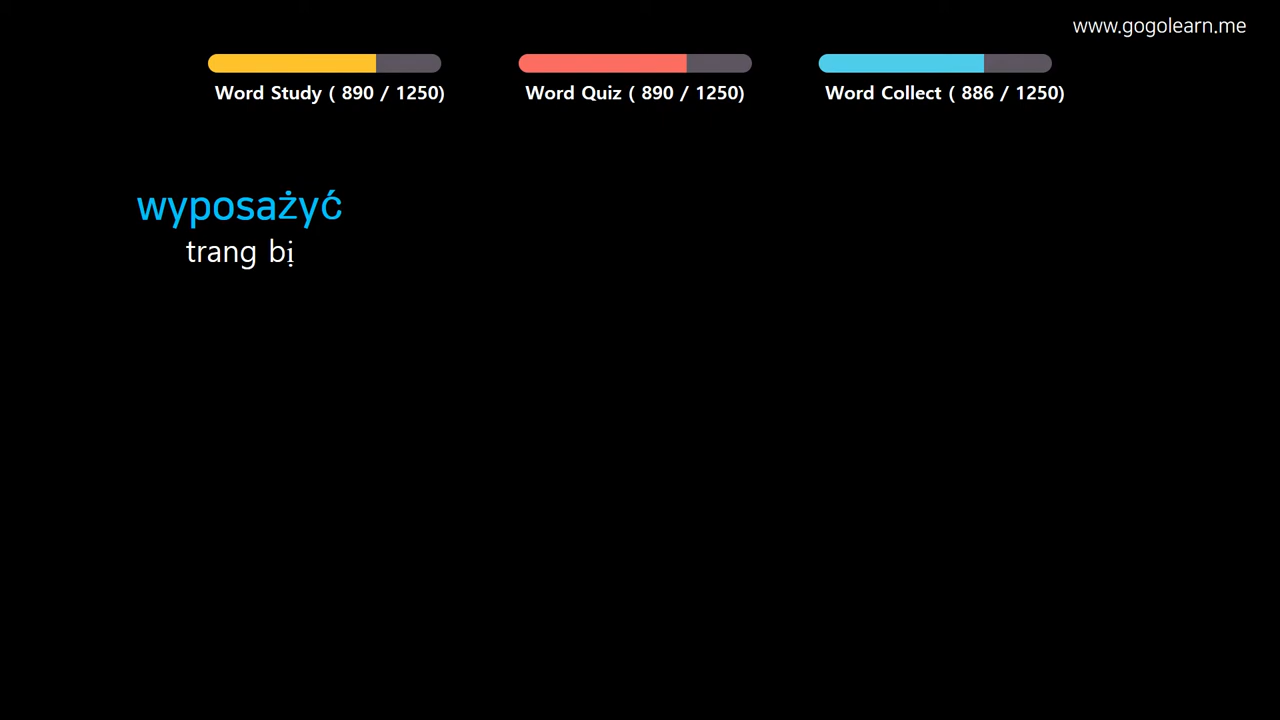 www.gogolearn.me
Word Study ( 890 / 1250)
Word Quiz ( 890 / 1250)
Word Collect ( 886 / 1250)
wyposażyć
trang bị